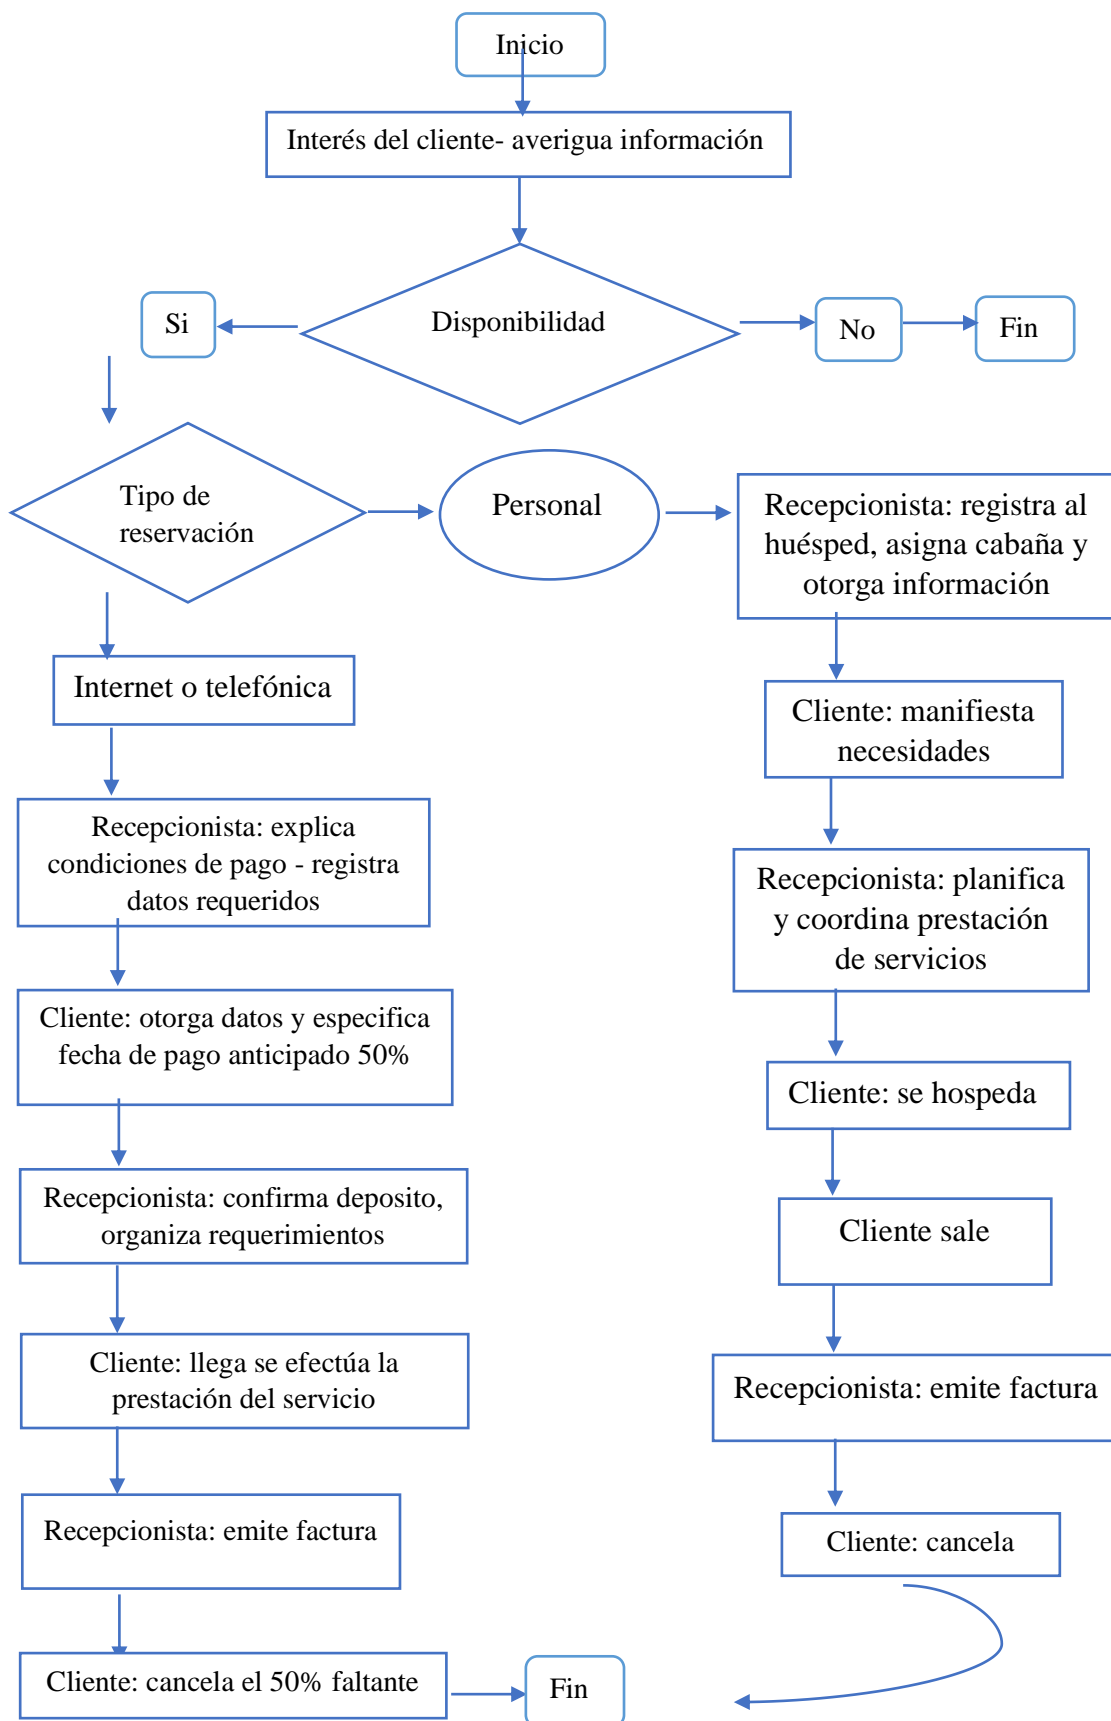 Inicio
Interés del cliente- averigua información
Disponibilidad
Si
No
Fin
Tipo de
reservación
Personal
Recepcionista: registra al
huésped, asigna cabaña y
otorga información
Internet o telefónica
Cliente: manifiesta
necesidades
Recepcionista: explica
condiciones de pago - registra
datos requeridos
Recepcionista: planifica
y coordina prestación
de servicios
Cliente: otorga datos y especifica
fecha de pago anticipado 50%
Cliente: se hospeda
Recepcionista: confirma deposito,
organiza requerimientos
Cliente sale
Cliente: llega se efectúa la
prestación del servicio
Recepcionista: emite factura
Recepcionista: emite factura
Cliente: cancela
Cliente: cancela el 50% faltante
Fin